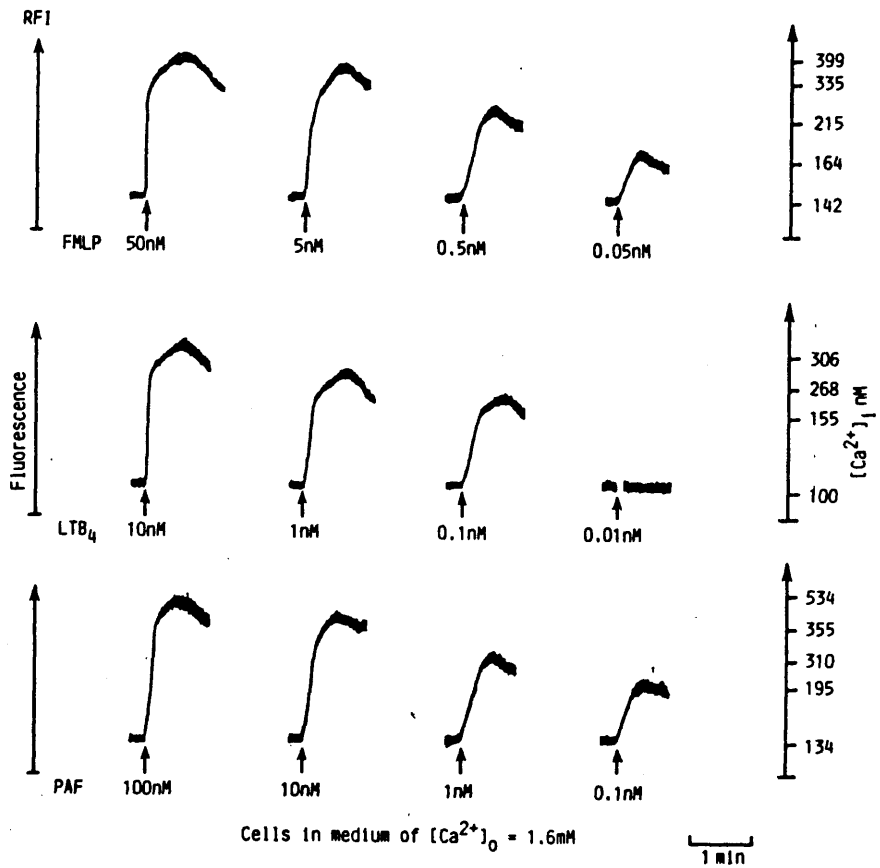 RFI
399
335
215
164
142
FMLP 50nM 5nM 0.5nM 0.05nM
Fluorescence
306
268
155
100
[Ca²⁺]i nM
LTB₄ 10nM 1nM 0.1nM 0.01nM
534
355
310
195
134
PAF 100nM 10nM 1nM 0.1nM
Cells in medium of [Ca²⁺]₀ = 1.6mM
1 min